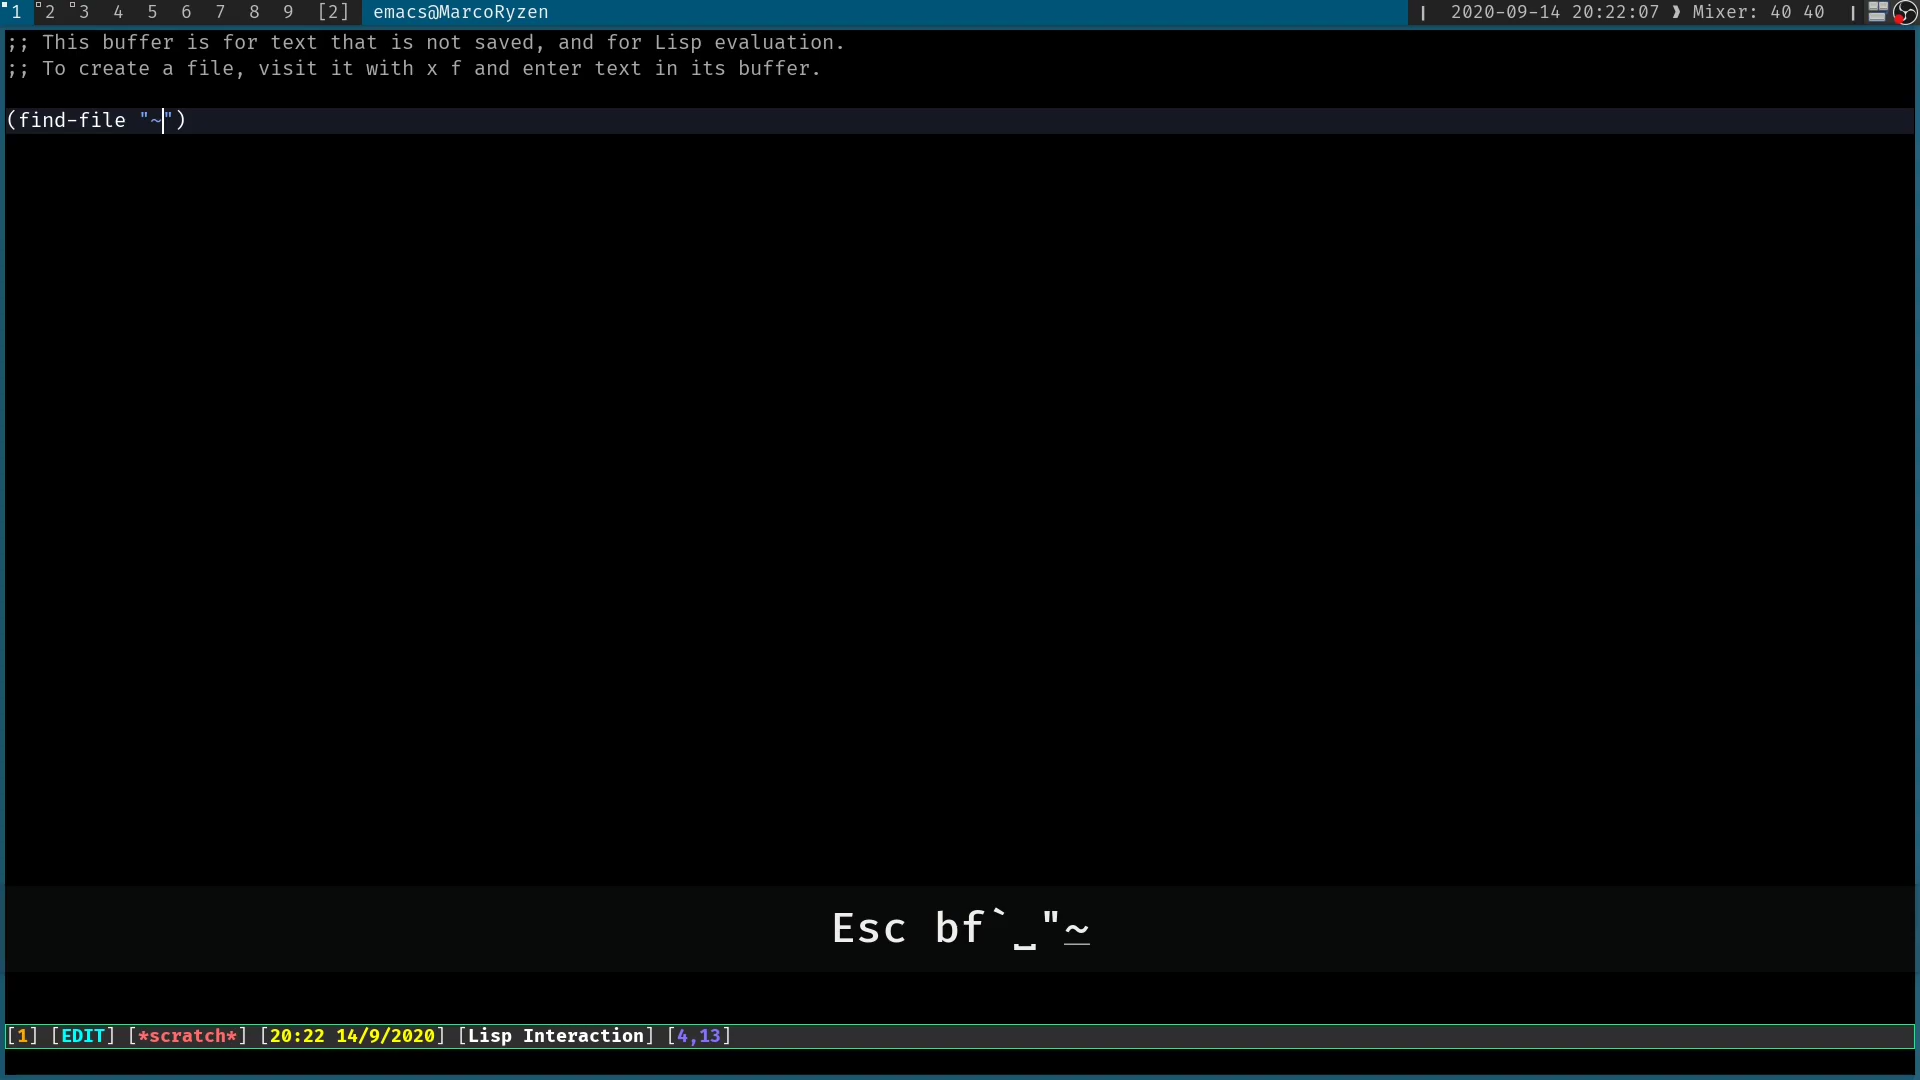 1 2 3 4 5 6 7 8 9 [2] emacs@MarcoRyzen | 2020-09-14 20:22:07 ❱ Mixer: 40 40 |
;; This buffer is for text that is not saved, and for Lisp evaluation.
;; To create a file, visit it with x f and enter text in its buffer.
(find-file "~")
Esc bf`␣"~
[1] [EDIT] [*scratch*] [20:22 14/9/2020] [Lisp Interaction] [4,13]